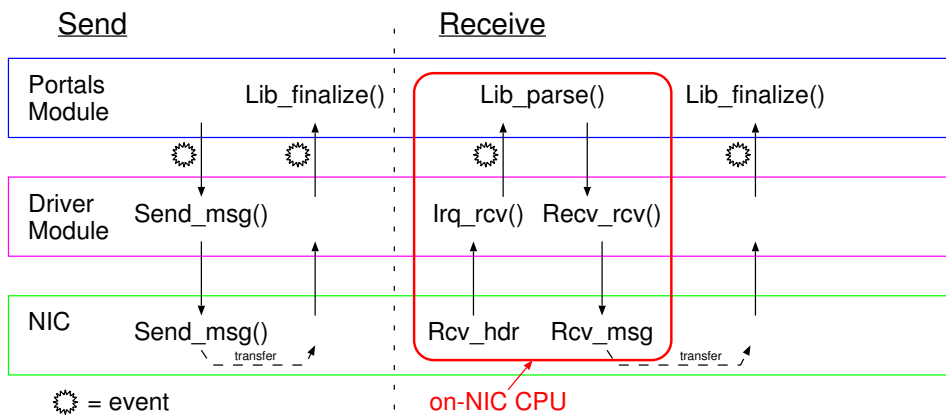 Send
Receive
Portals
Module
Lib_finalize()
Lib_parse()
Lib_finalize()
Driver
Module
Send_msg()
Irq_rcv()
Recv_rcv()
NIC
Send_msg()
Rcv_hdr
Rcv_msg
transfer
transfer
= event
on-NIC CPU